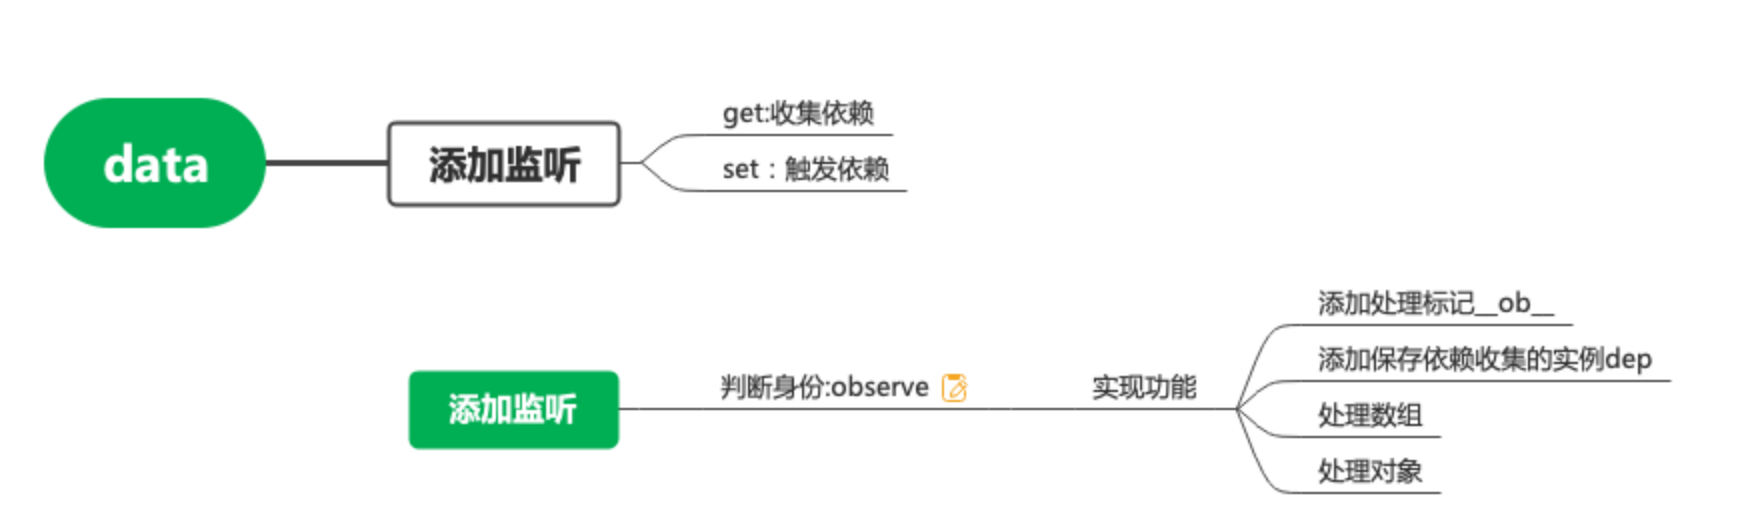 data
添加监听
get:收集依赖
set：触发依赖
添加监听
判断身份:observe
实现功能
添加处理标记__ob__
添加保存依赖收集的实例dep
处理数组
处理对象